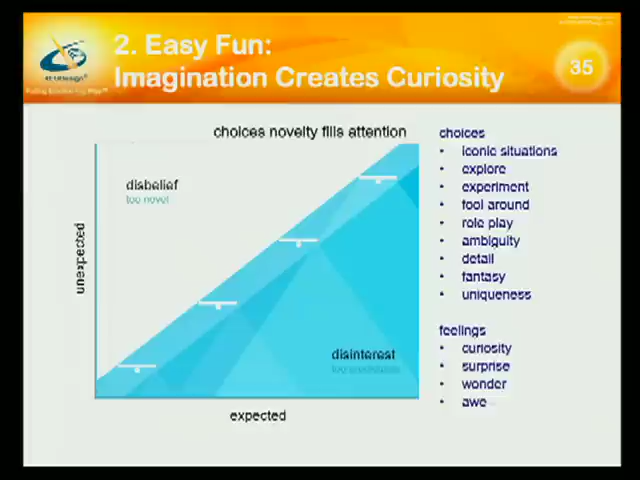 2. Easy Fun:
Imagination Creates Curiosity
35
XEODesign®
choices novelty fills attention
disbelief
too novel
unexpected
disinterest
expected
choices
• iconic situations
• explore
• experiment
• fool around
• role play
• ambiguity
• detail
• fantasy
• uniqueness
feelings
• curiosity
• surprise
• wonder
• awe